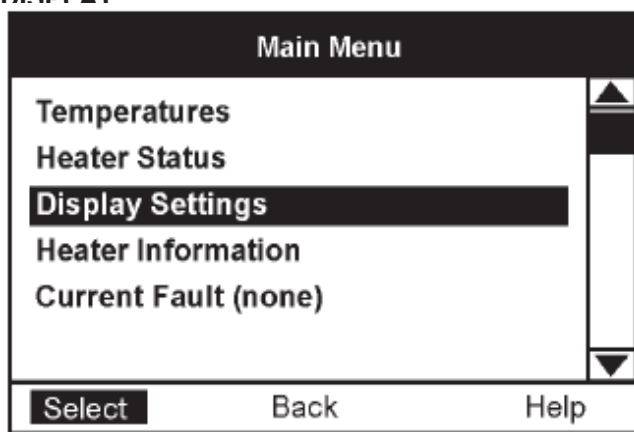 Main Menu
Temperatures
Heater Status
Display Settings
Heater Information
Current Fault (none)
Select Back Help